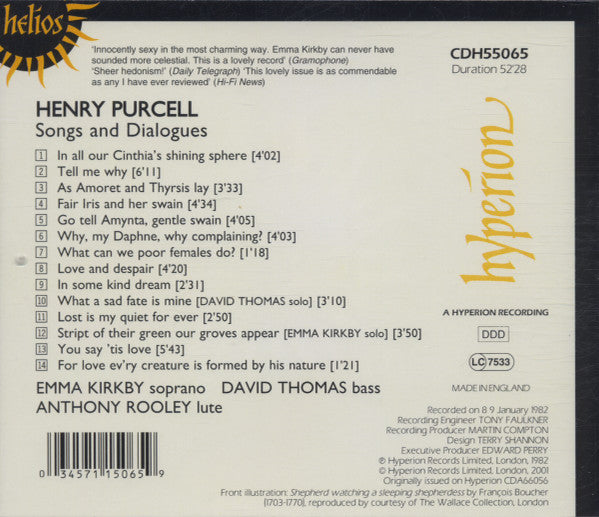 helios
'Innocently sexy in the most charming way. Emma Kirkby can never have
sounded more celestial. This is a lovely record' (Gramophone)
'Sheer hedonism!' (Daily Telegraph) 'This lovely issue is as commendable
as any I have ever reviewed' (Hi-Fi News)
CDH55065
Duration 52'28
HENRY PURCELL
Songs and Dialogues
1 In all our Cinthia's shining sphere [4'02]
2 Tell me why [6'11]
3 As Amoret and Thyrsis lay [3'33]
4 Fair Iris and her swain [4'34]
5 Go tell Amynta, gentle swain [4'05]
6 Why, my Daphne, why complaining? [4'03]
7 What can we poor females do? [1'18]
8 Love and despair [4'20]
9 In some kind dream [2'31]
10 What a sad fate is mine [DAVID THOMAS solo] [3'10]
11 Lost is my quiet for ever [2'50]
12 Stript of their green our groves appear [EMMA KIRKBY solo] [3'50]
13 You say 'tis love [5'43]
14 For love ev'ry creature is formed by his nature [1'21]
EMMA KIRKBY soprano DAVID THOMAS bass
ANTHONY ROOLEY lute
hyperion
A HYPERION RECORDING
DDD
LC 7533
MADE IN ENGLAND
Recorded on 8 9 January 1982
Recording Engineer TONY FAULKNER
Recording Producer MARTIN COMPTON
Design TERRY SHANNON
Executive Producer EDWARD PERRY
℗ Hyperion Records Limited, London, 1982
© Hyperion Records Limited, London, 2001
Originally issued on Hyperion CDA66056
Front illustration: Shepherd watching a sleeping shepherdess by François Boucher
(1703-1770), reproduced by courtesy of The Wallace Collection, London
0 34571 15065 9